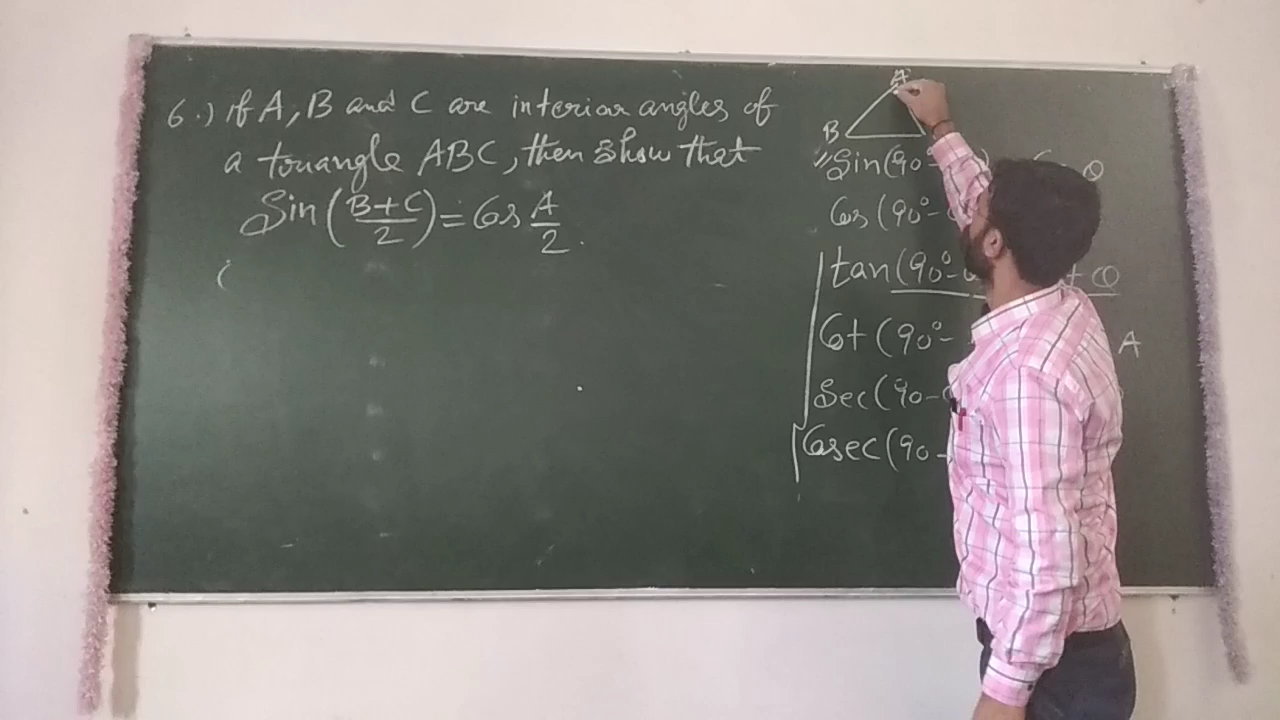 6.) If A, B and C are interior angles of
a triangle ABC, then show that
Sin(B+C/2) = Cos A/2.
(
A
B
Sin(90°- θ
Cos(90°-
tan(90°-θ t θ
Cot(90°- A
Sec(90-
Cosec(90-